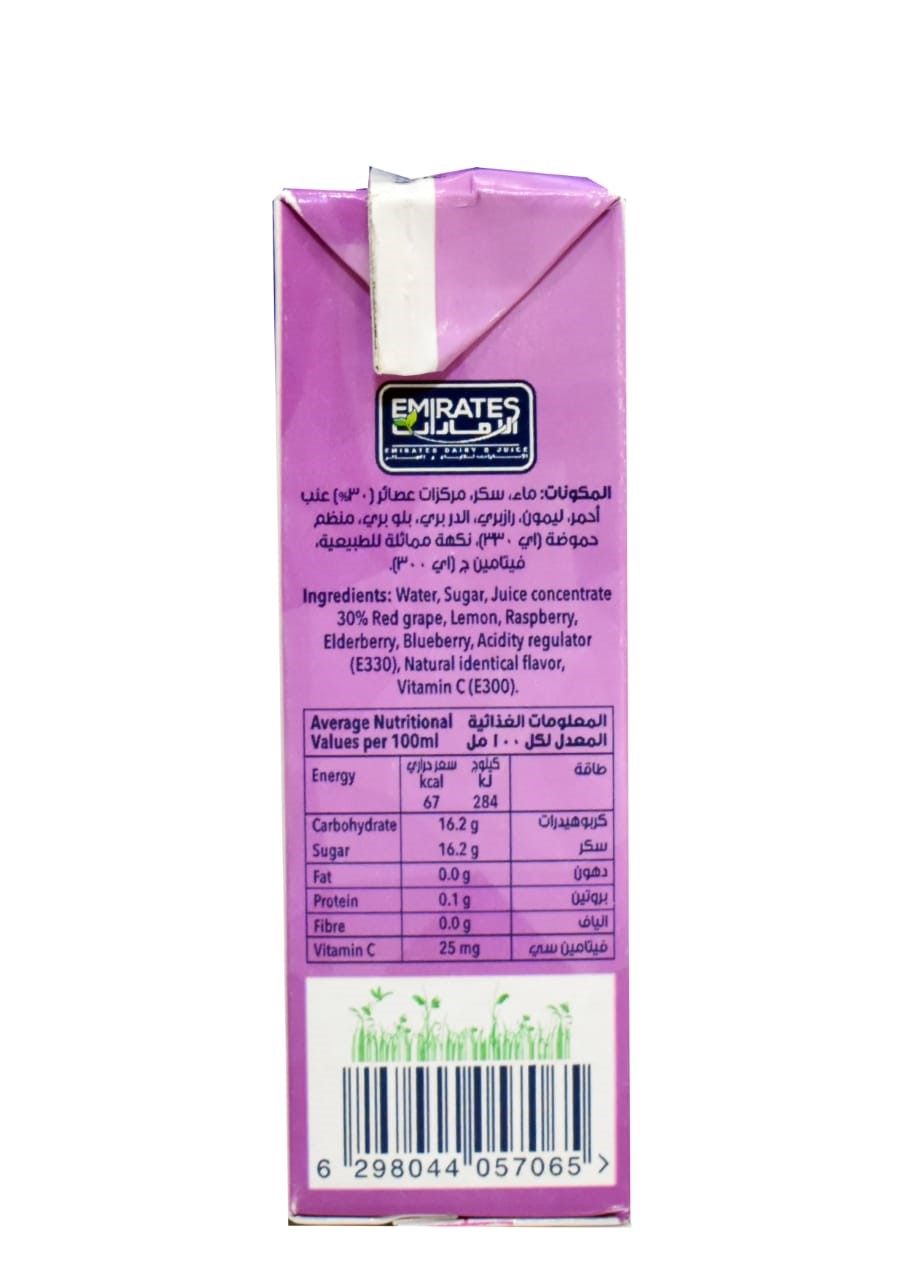 EMIRATES
الإمارات
EMIRATES DAIRY & JUICE
المكونات: ماء، سكر، مركزات عصائر (٣٠%) عنب
أحمر، ليمون، رازبري، الدر بري، بلو بري، منظم
حموضة (اي ٣٣٠)، نكهة مماثلة للطبيعية،
فيتامين ج (اي ٣٠٠).
Ingredients: Water, Sugar, Juice concentrate
30% Red grape, Lemon, Raspberry,
Elderberry, Blueberry, Acidity regulator
(E330), Natural identical flavor,
Vitamin C (E300).
Average Nutritional المعلومات الغذائية
Values per 100ml المعدل لكل ١٠٠ مل
Energy سعر حراري كيلوج طاقة
kcal kJ
67 284
Carbohydrate 16.2 g كربوهيدرات
Sugar 16.2 g سكر
Fat 0.0 g دهون
Protein 0.1 g بروتين
Fibre 0.0 g الياف
Vitamin C 25 mg فيتامين سي
6 298044 057065 >